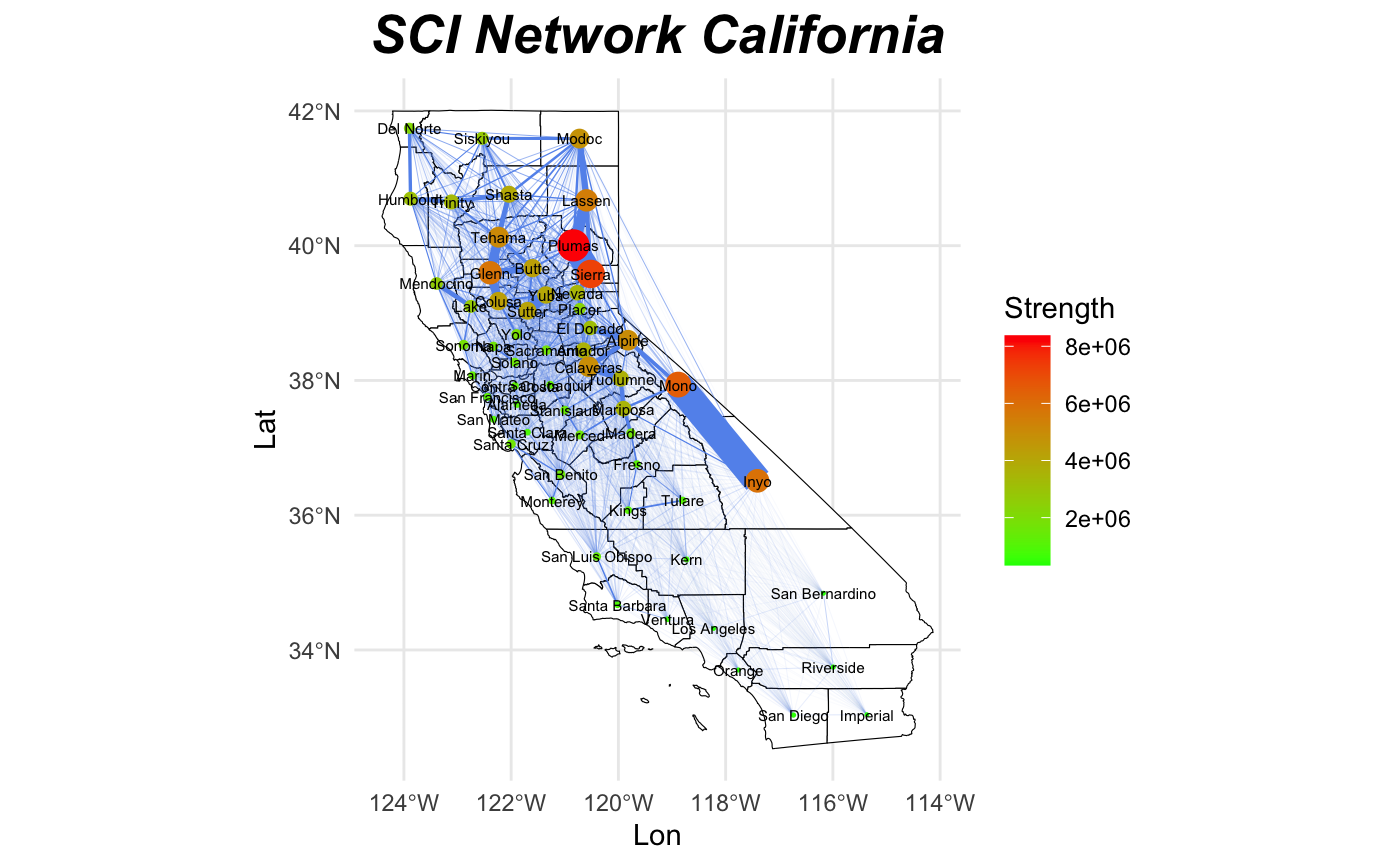 SCI Network California
42°N
40°N
38°N
36°N
34°N
Lat
Del Norte
Siskiyou
Modoc
Humboldt
Trinity
Shasta
Lassen
Tehama
Plumas
Glenn
Butte
Sierra
Mendocino
Lake
Colusa
Yuba
Nevada
Sutter
Placer
El Dorado
Yolo
Alpine
Sonoma
Napa
Sacramento
Amador
Solano
Calaveras
Marin
Contra Costa
San Joaquin
Tuolumne
Mono
San Francisco
Alameda
Stanislaus
Mariposa
San Mateo
Santa Clara
Merced
Madera
Santa Cruz
Fresno
San Benito
Inyo
Monterey
Kings
Tulare
San Luis Obispo
Kern
San Bernardino
Santa Barbara
Ventura
Los Angeles
Orange
Riverside
San Diego
Imperial
124°W 122°W 120°W 118°W 116°W 114°W
Lon
Strength
8e+06
6e+06
4e+06
2e+06